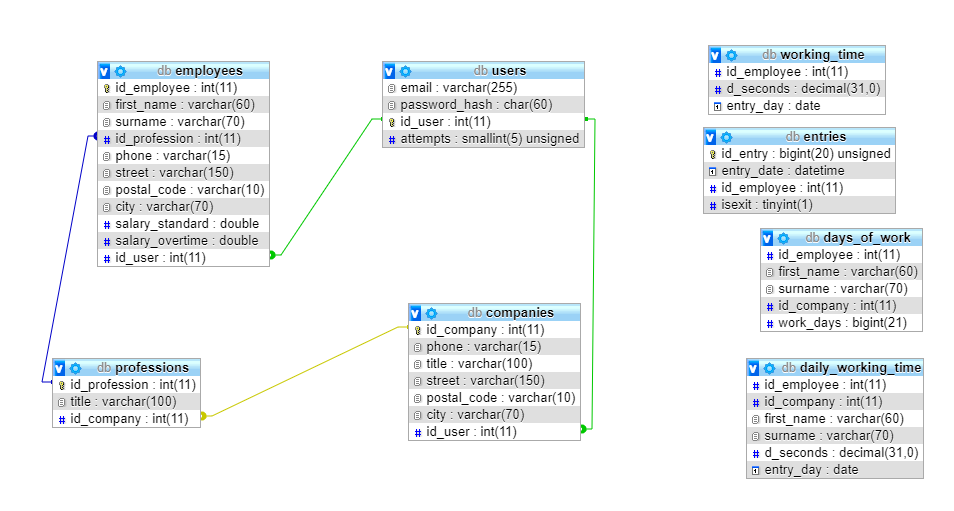 db employees
id_employee : int(11)
first_name : varchar(60)
surname : varchar(70)
id_profession : int(11)
phone : varchar(15)
street : varchar(150)
postal_code : varchar(10)
city : varchar(70)
salary_standard : double
salary_overtime : double
id_user : int(11)
db users
email : varchar(255)
password_hash : char(60)
id_user : int(11)
attempts : smallint(5) unsigned
db working_time
id_employee : int(11)
d_seconds : decimal(31,0)
entry_day : date
db entries
id_entry : bigint(20) unsigned
entry_date : datetime
id_employee : int(11)
isexit : tinyint(1)
db days_of_work
id_employee : int(11)
first_name : varchar(60)
surname : varchar(70)
id_company : int(11)
work_days : bigint(21)
db professions
id_profession : int(11)
title : varchar(100)
id_company : int(11)
db companies
id_company : int(11)
phone : varchar(15)
title : varchar(100)
street : varchar(150)
postal_code : varchar(10)
city : varchar(70)
id_user : int(11)
db daily_working_time
id_employee : int(11)
id_company : int(11)
first_name : varchar(60)
surname : varchar(70)
d_seconds : decimal(31,0)
entry_day : date